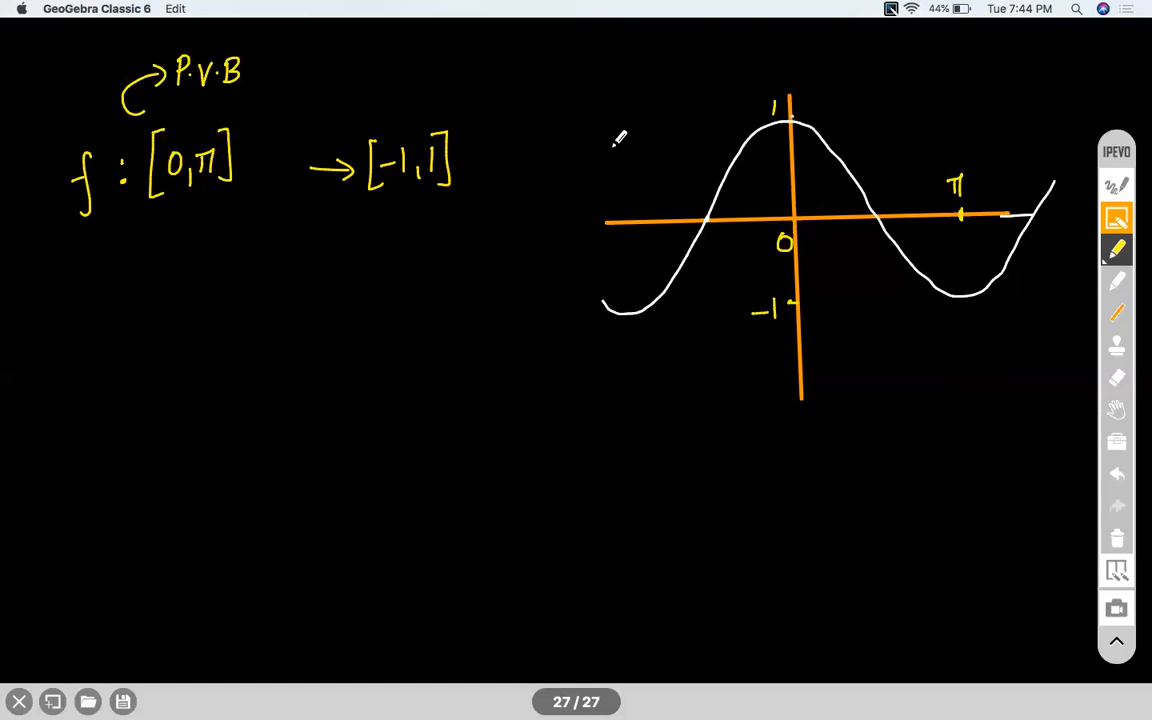 GeoGebra Classic 6 Edit 44% Tue 7:44 PM
P.V.B
f : [0,π] → [-1,1]
1
π
0
-1
IPEVO
27 / 27